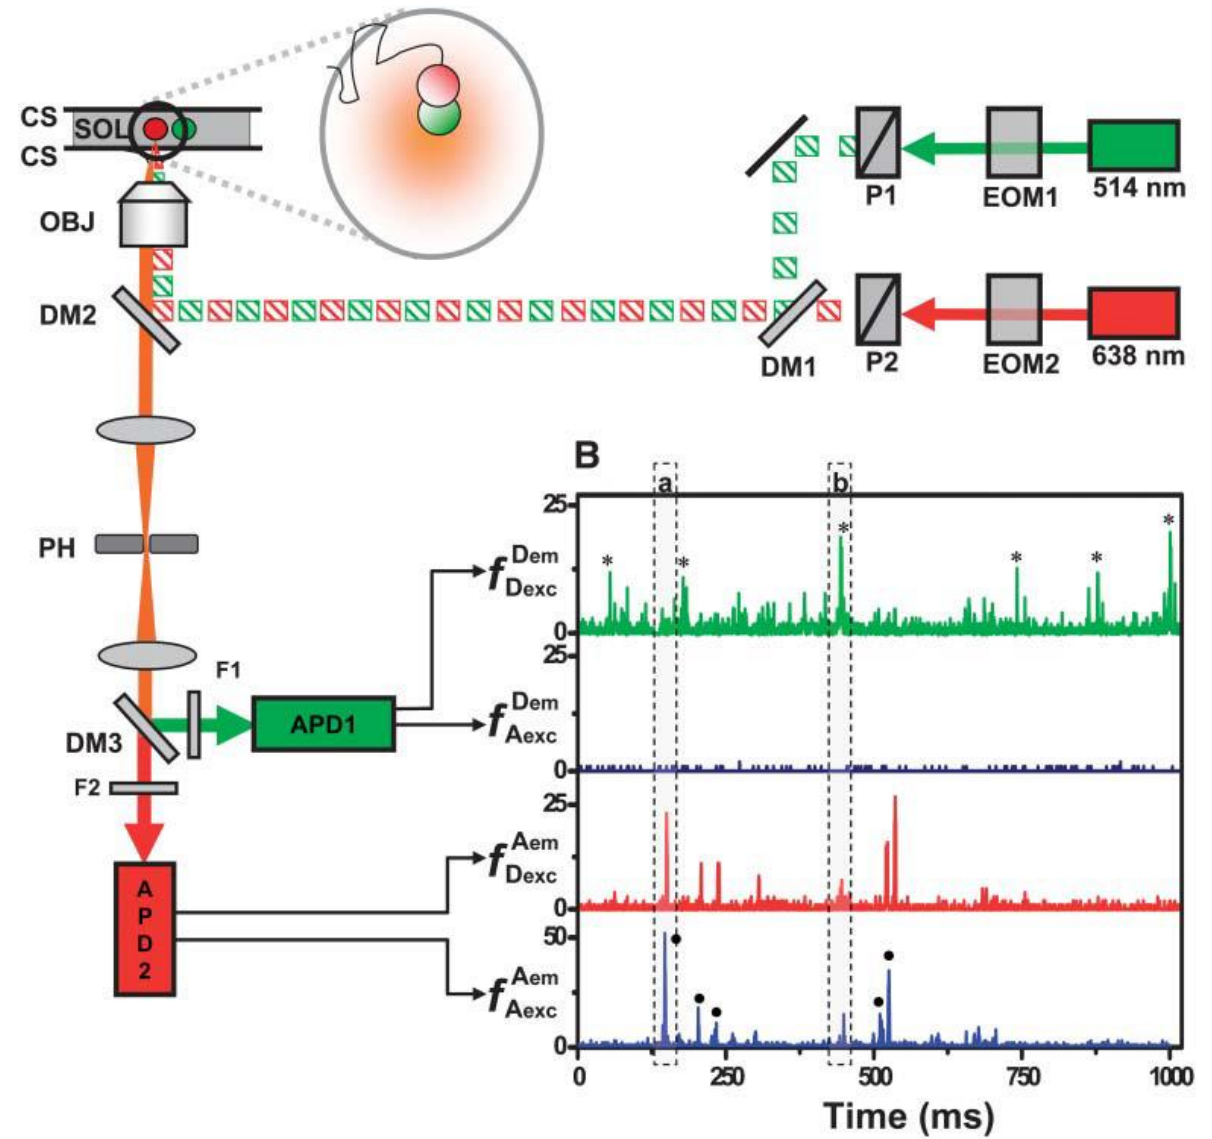 CS
SOL
CS
OBJ
DM2
PH
DM3
F1
APD1
F2
A
P
D
2
P1
EOM1
514 nm
DM1
P2
EOM2
638 nm
B
a
b
f Dem Dexc
f Dem Aexc
f Aem Dexc
f Aem Aexc
25
*
*
*
*
*
*
0
25
0
25
0
50
0
0
250
500
750
1000
Time (ms)